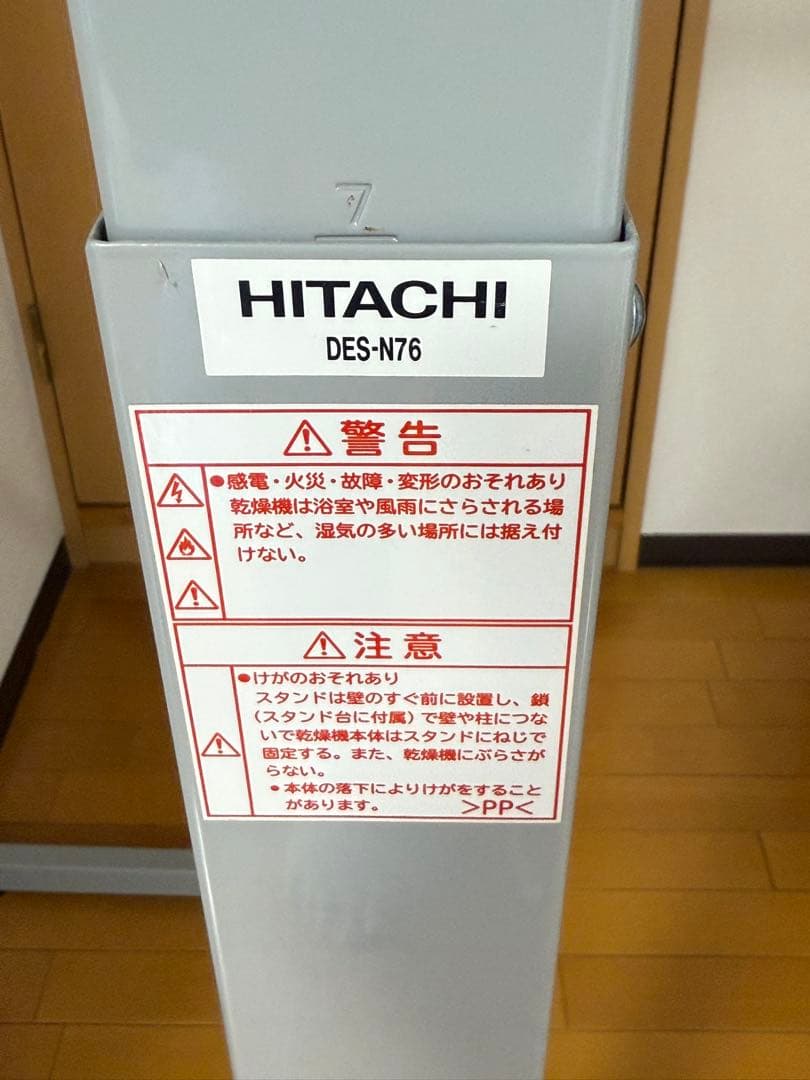 7
HITACHI
DES-N76
警告
●感電・火災・故障・変形のおそれあり
乾燥機は浴室や風雨にさらされる場
所など、湿気の多い場所には据え付
けない。
注意
●けがのおそれあり
スタンドは壁のすぐ前に設置し、鎖
(スタンド台に付属)で壁や柱につな
いで乾燥機本体はスタンドにねじで
固定する。また、乾燥機にぶらさが
らない。
●本体の落下によりけがをすること
があります。 >PP<